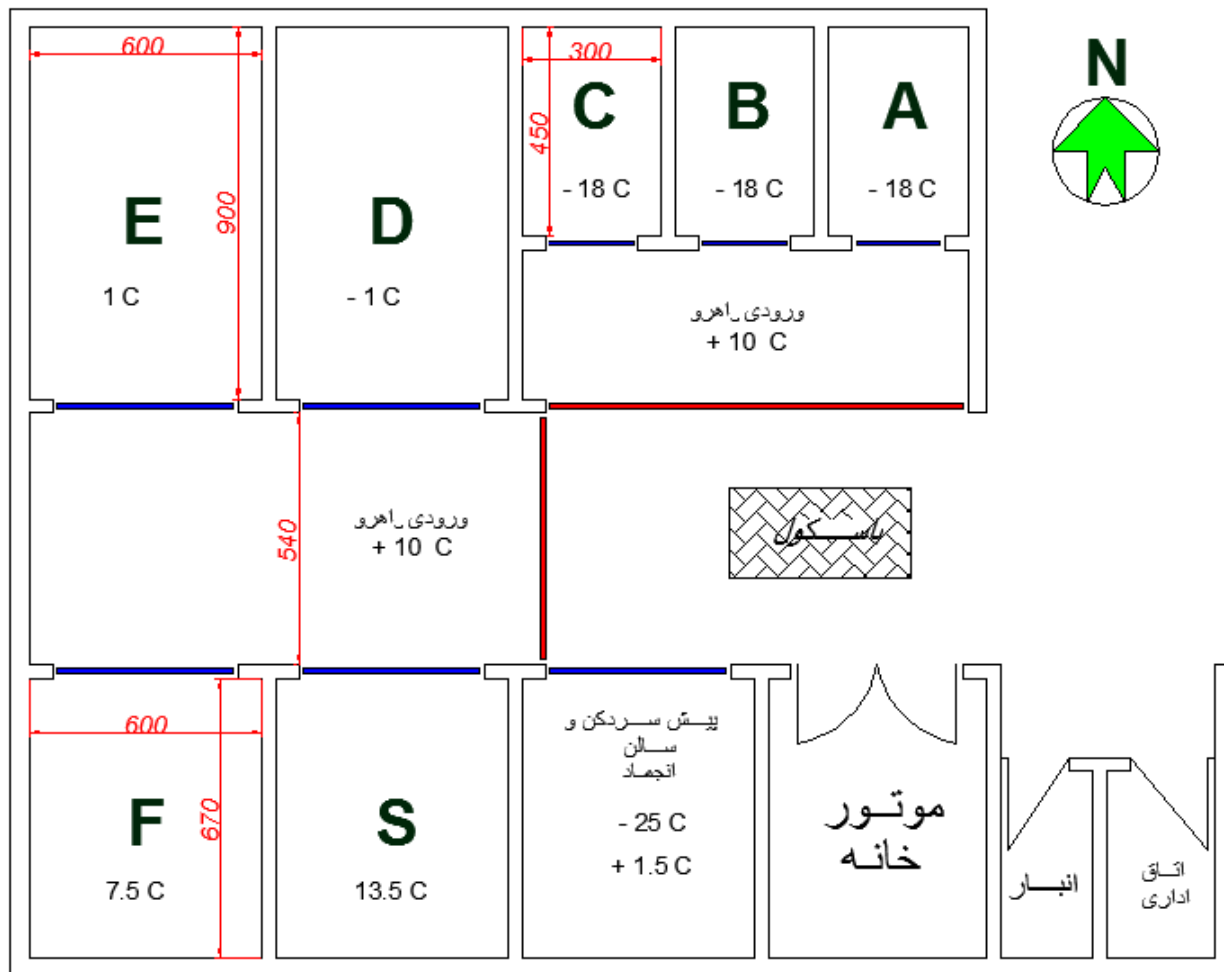 600
300
N
C
B
A
450
- 18 C
- 18 C
- 18 C
E
D
900
1 C
- 1 C
ورودی راهرو
+ 10 C
ورودی راهرو
+ 10 C
540
باسکول
600
670
F
S
7.5 C
13.5 C
پیش سردکن و
سالن
انجماد
- 25 C
+ 1.5 C
موتور
خانه
انبار
اتاق
اداری